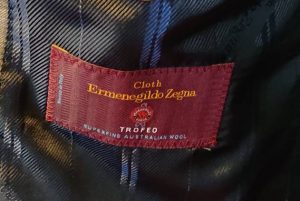 Cloth
Ermenegildo Zegna
TROFEO
SUPERFINE AUSTRALIAN WOOL